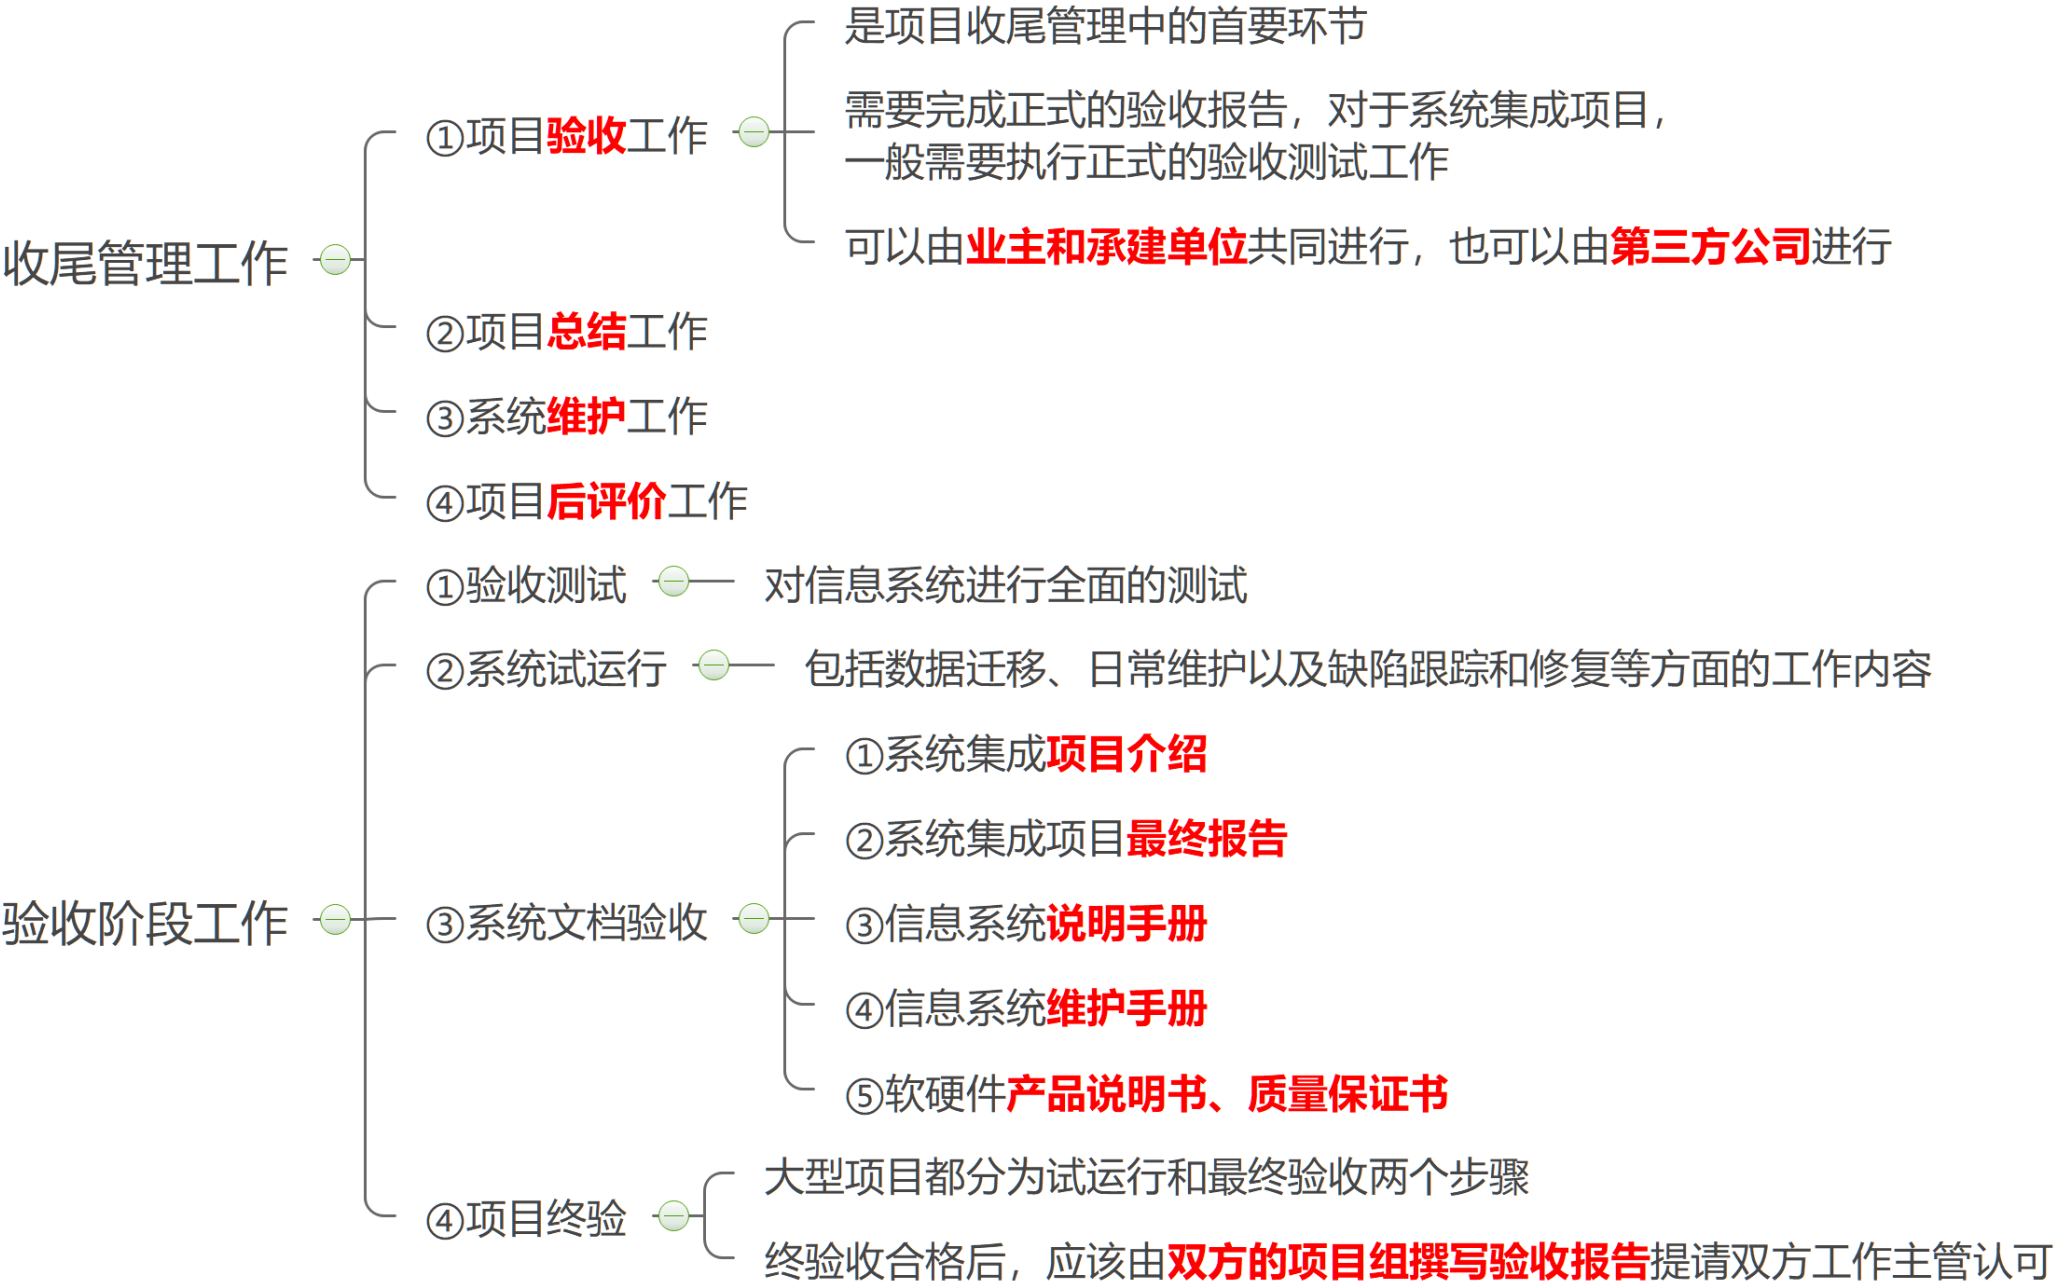 收尾管理工作
①项目验收工作
是项目收尾管理中的首要环节
需要完成正式的验收报告，对于系统集成项目，
一般需要执行正式的验收测试工作
可以由业主和承建单位共同进行，也可以由第三方公司进行
②项目总结工作
③系统维护工作
④项目后评价工作
验收阶段工作
①验收测试
对信息系统进行全面的测试
②系统试运行
包括数据迁移、日常维护以及缺陷跟踪和修复等方面的工作内容
③系统文档验收
①系统集成项目介绍
②系统集成项目最终报告
③信息系统说明手册
④信息系统维护手册
⑤软硬件产品说明书、质量保证书
④项目终验
大型项目都分为试运行和最终验收两个步骤
终验收合格后，应该由双方的项目组撰写验收报告提请双方工作主管认可